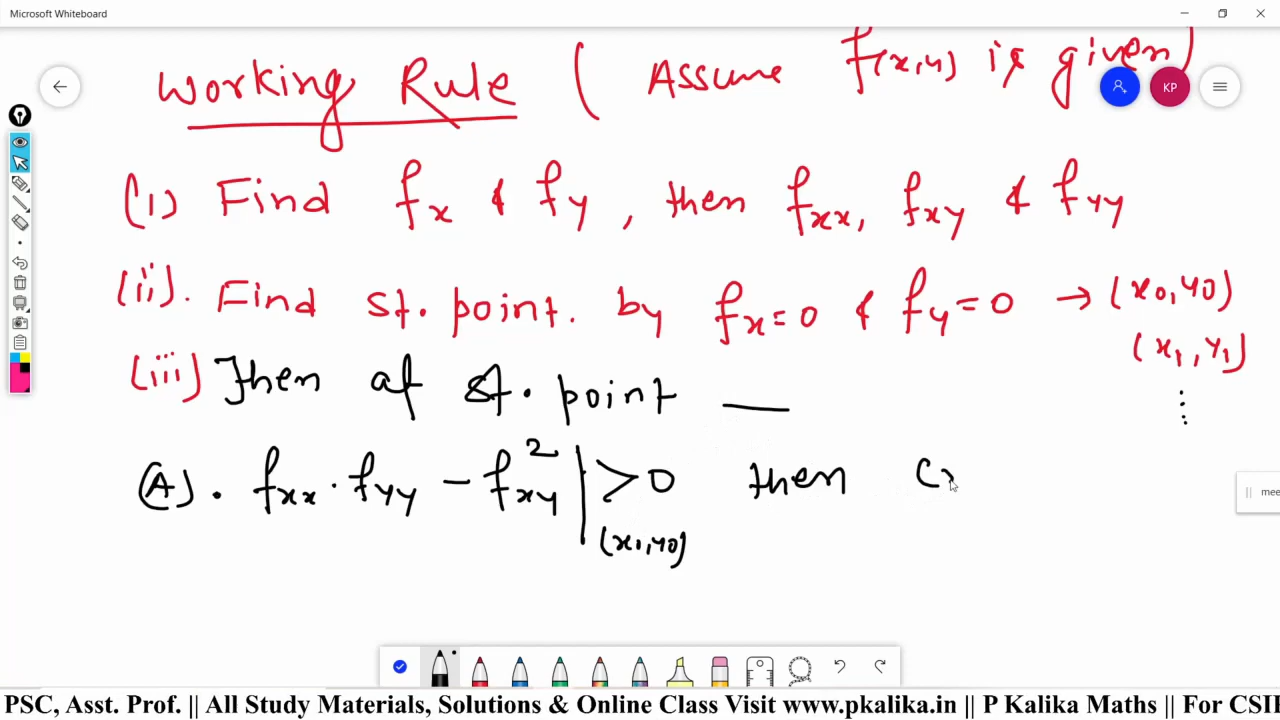 Microsoft Whiteboard
Working Rule ( Assume f(x,y) is given)
KP
(i) Find fx & fy, then fxx, fxy & fyy
(ii). Find st. point. by fx=0 & fy=0 → (x0,y0)
(x1,y1)
⋮
(iii) Then at st. point —
(A). fxx . fyy - fxy² |(x0,y0) >0 then (x
mee
PSC, Asst. Prof. || All Study Materials, Solutions & Online Class Visit www.pkalika.in || P Kalika Maths || For CSI